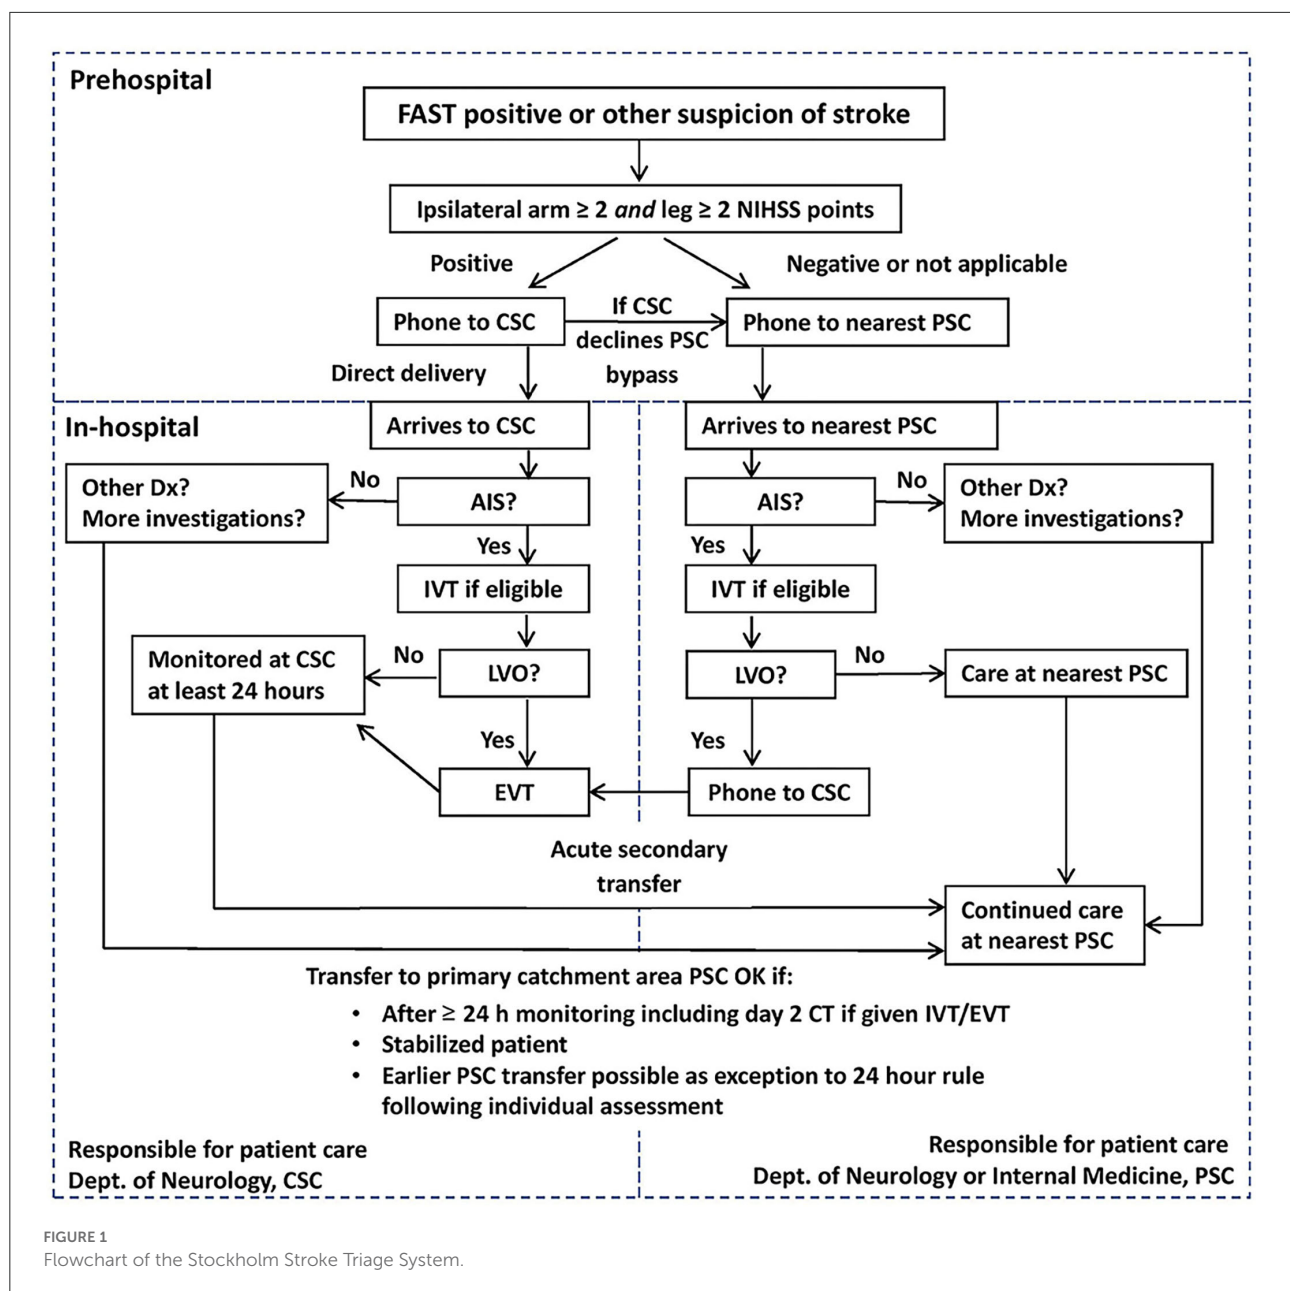 Prehospital
FAST positive or other suspicion of stroke
Ipsilateral arm ≥ 2 and leg ≥ 2 NIHSS points
Positive
Negative or not applicable
Phone to CSC
If CSC
declines PSC
bypass
Phone to nearest PSC
Direct delivery
In-hospital
Arrives to CSC
Arrives to nearest PSC
Other Dx?
More investigations?
No
AIS?
AIS?
No
Other Dx?
More investigations?
Yes
Yes
IVT if eligible
IVT if eligible
Monitored at CSC
at least 24 hours
No
LVO?
LVO?
No
Care at nearest PSC
Yes
Yes
EVT
Phone to CSC
Acute secondary
transfer
Continued care
at nearest PSC
Transfer to primary catchment area PSC OK if:
• After ≥ 24 h monitoring including day 2 CT if given IVT/EVT
• Stabilized patient
• Earlier PSC transfer possible as exception to 24 hour rule
following individual assessment
Responsible for patient care
Dept. of Neurology, CSC
Responsible for patient care
Dept. of Neurology or Internal Medicine, PSC
FIGURE 1
Flowchart of the Stockholm Stroke Triage System.